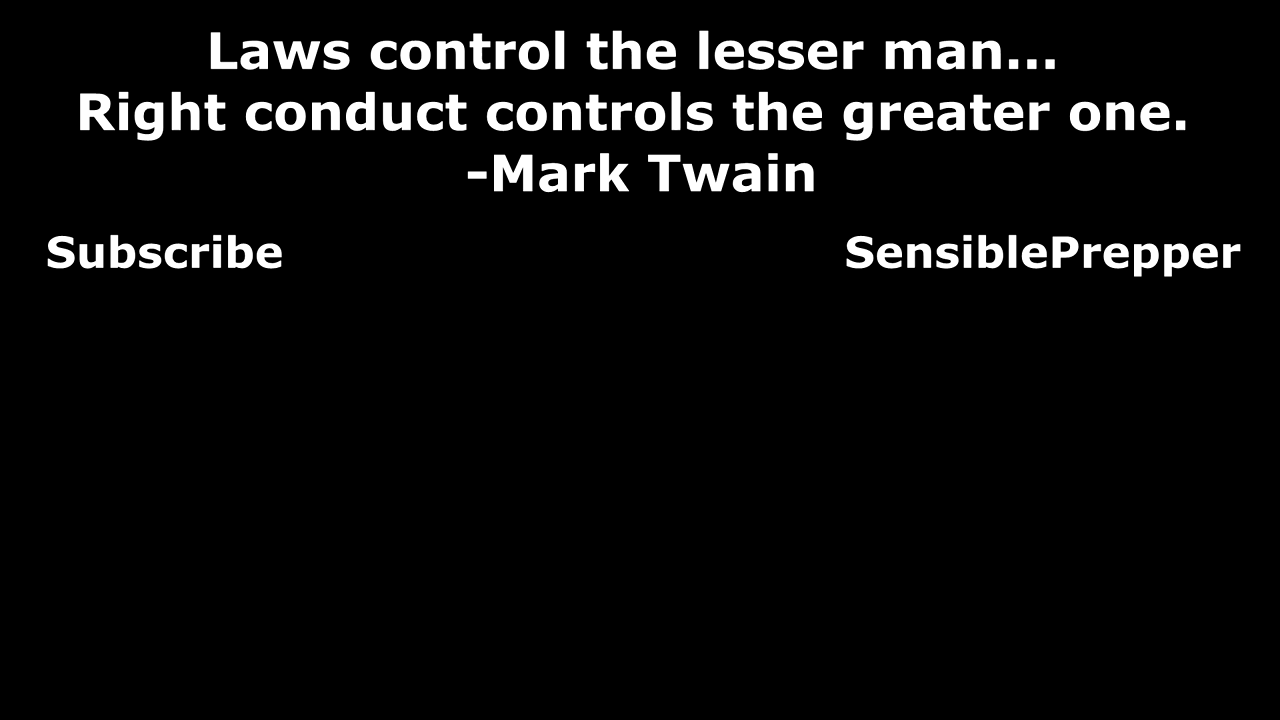 Laws control the lesser man...
Right conduct controls the greater one.
-Mark Twain
Subscribe
SensiblePrepper